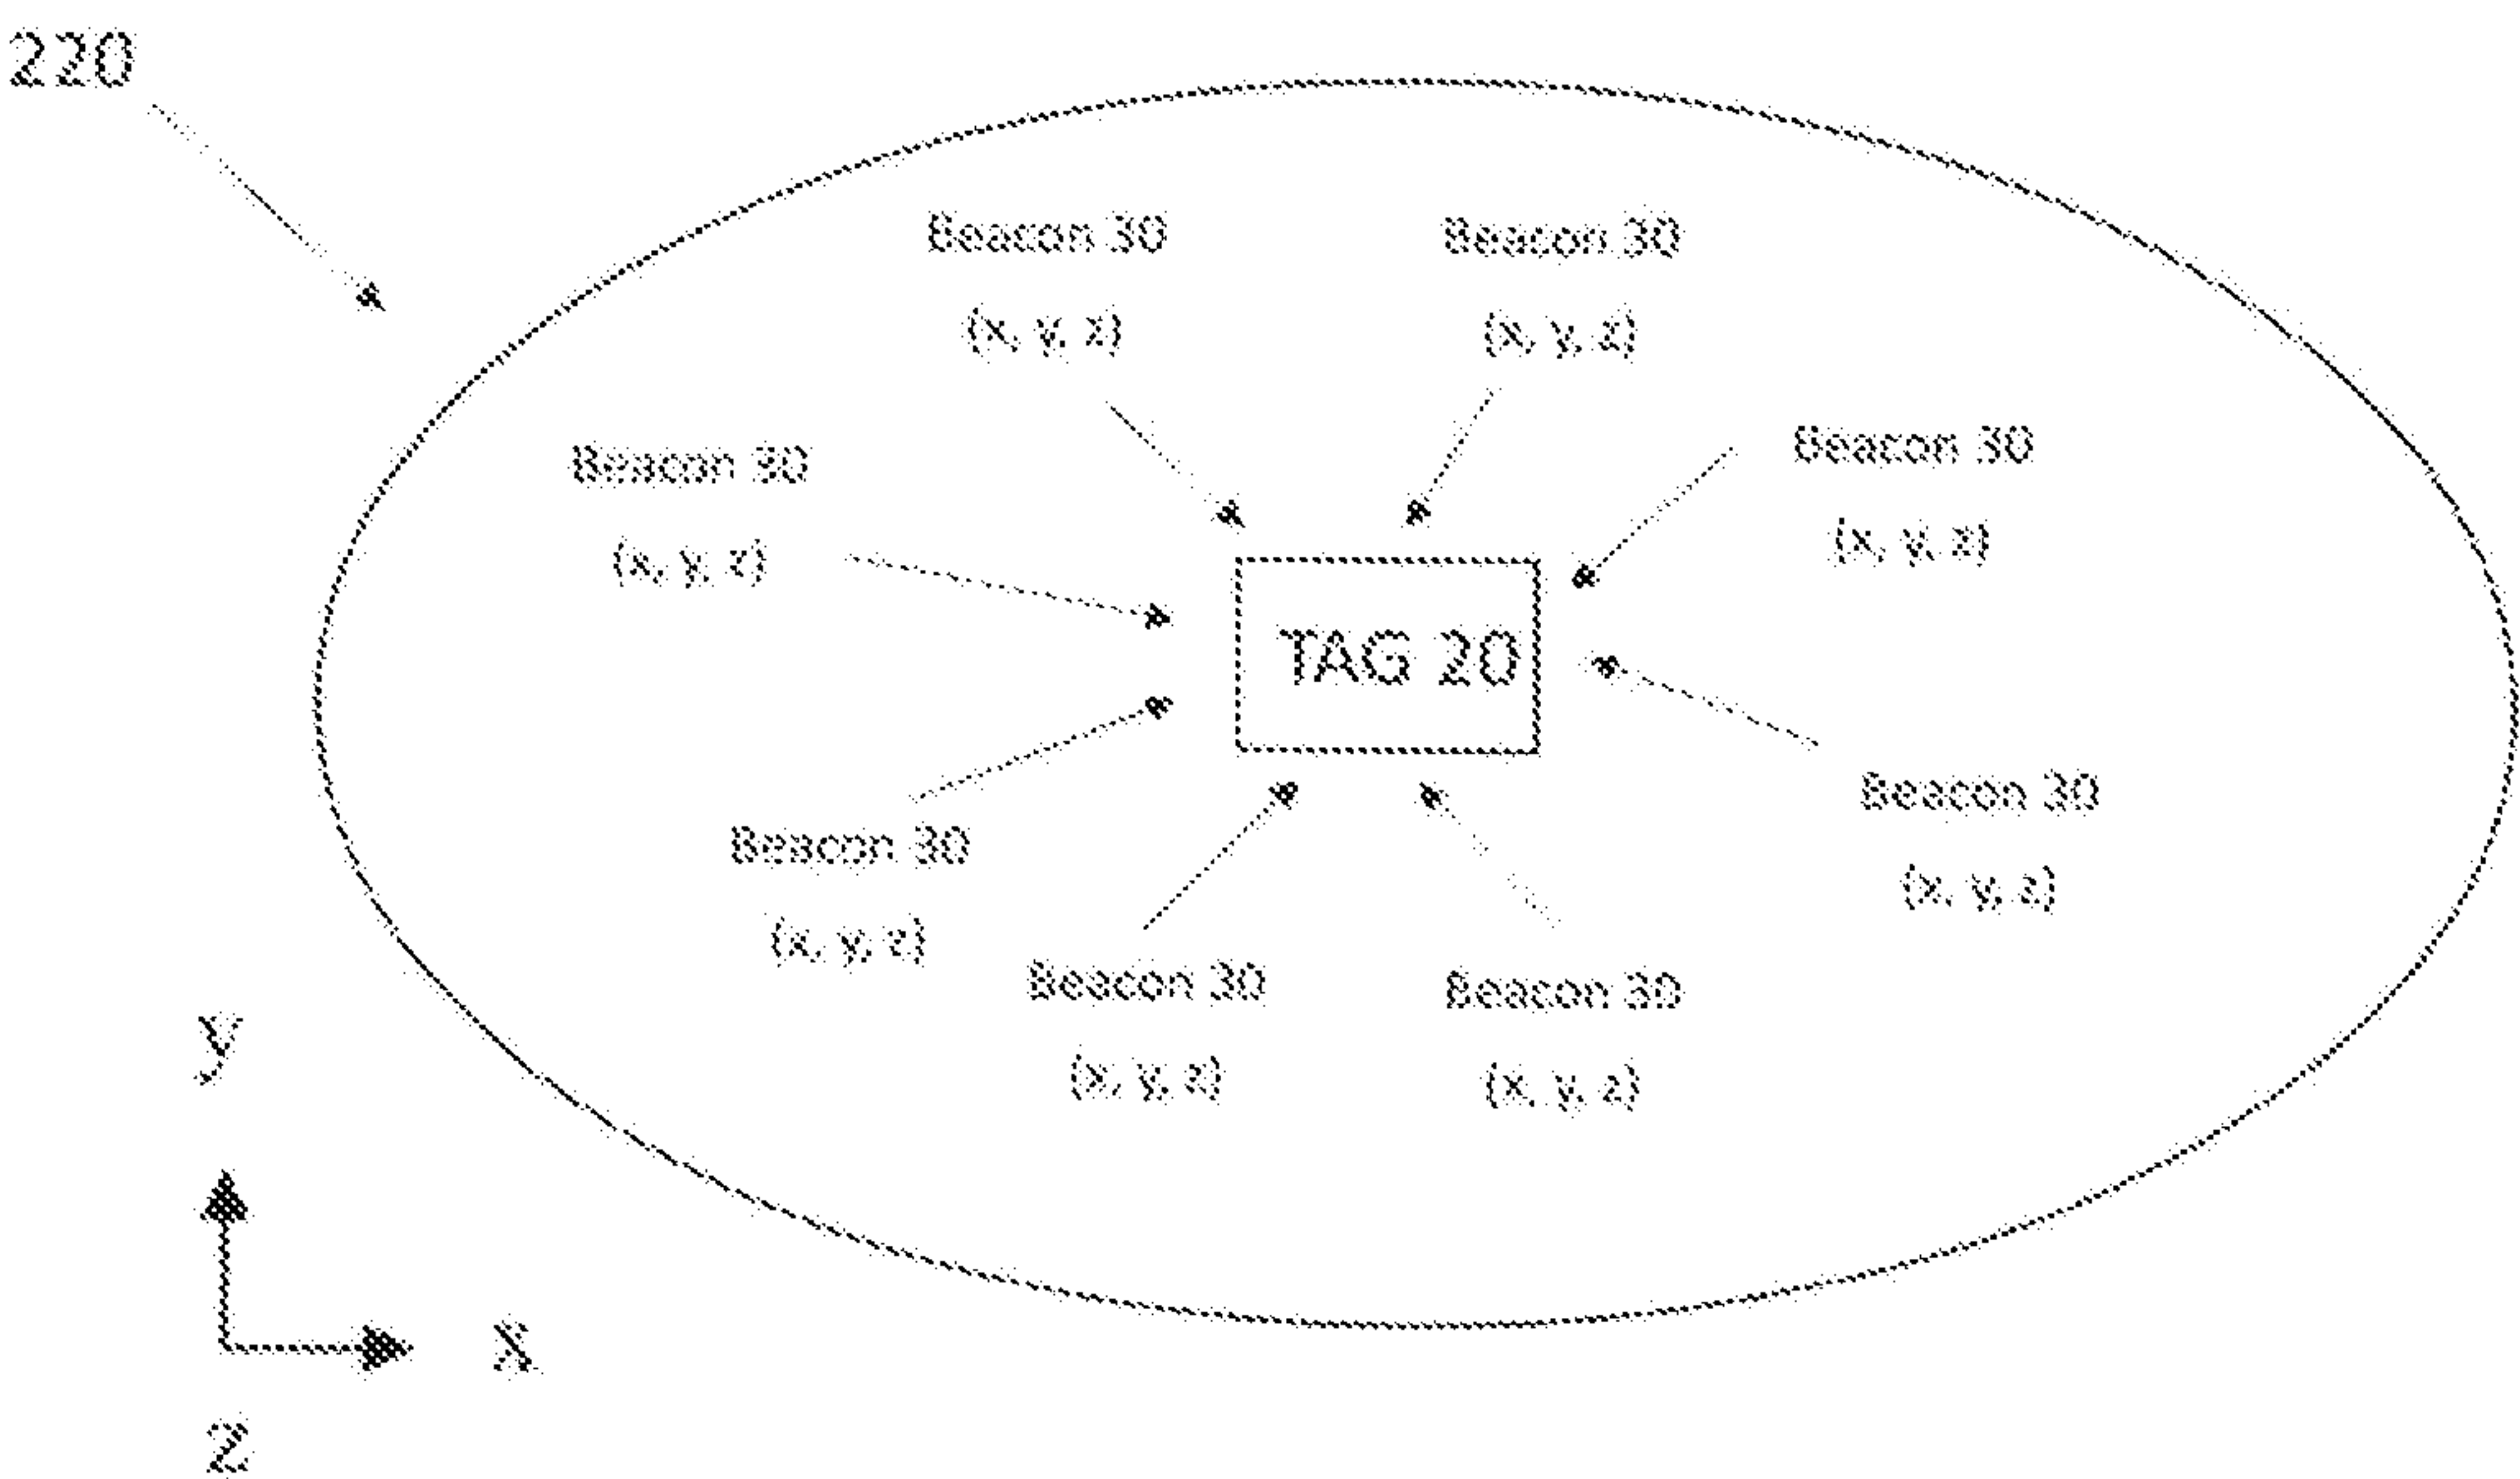 220
Beacon 30
(x, y, z)
Beacon 30
(x, y, z)
Beacon 30
(x, y, z)
Beacon 30
(x, y, z)
TAG 20
Beacon 30
(x, y, z)
Beacon 30
(x, y, z)
Beacon 30
(x, y, z)
Beacon 30
(x, y, z)
y
x
z